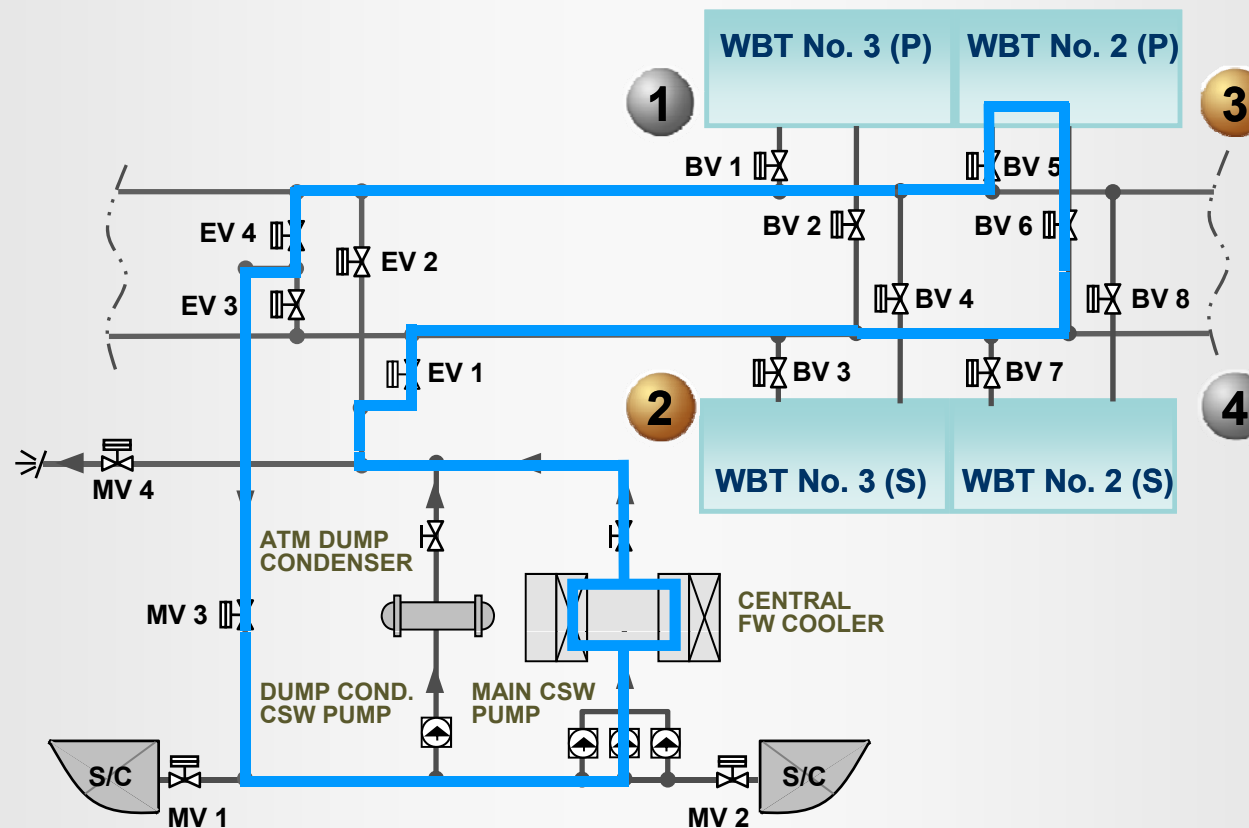 WBT No. 3 (P)
WBT No. 2 (P)
1
3
BV 1
BV 5
BV 2
BV 6
EV 4
EV 2
EV 3
BV 4
BV 8
EV 1
BV 3
BV 7
2
4
WBT No. 3 (S)
WBT No. 2 (S)
MV 4
ATM DUMP
CONDENSER
MV 3
CENTRAL
FW COOLER
DUMP COND.
CSW PUMP
MAIN CSW
PUMP
S/C
S/C
MV 1
MV 2